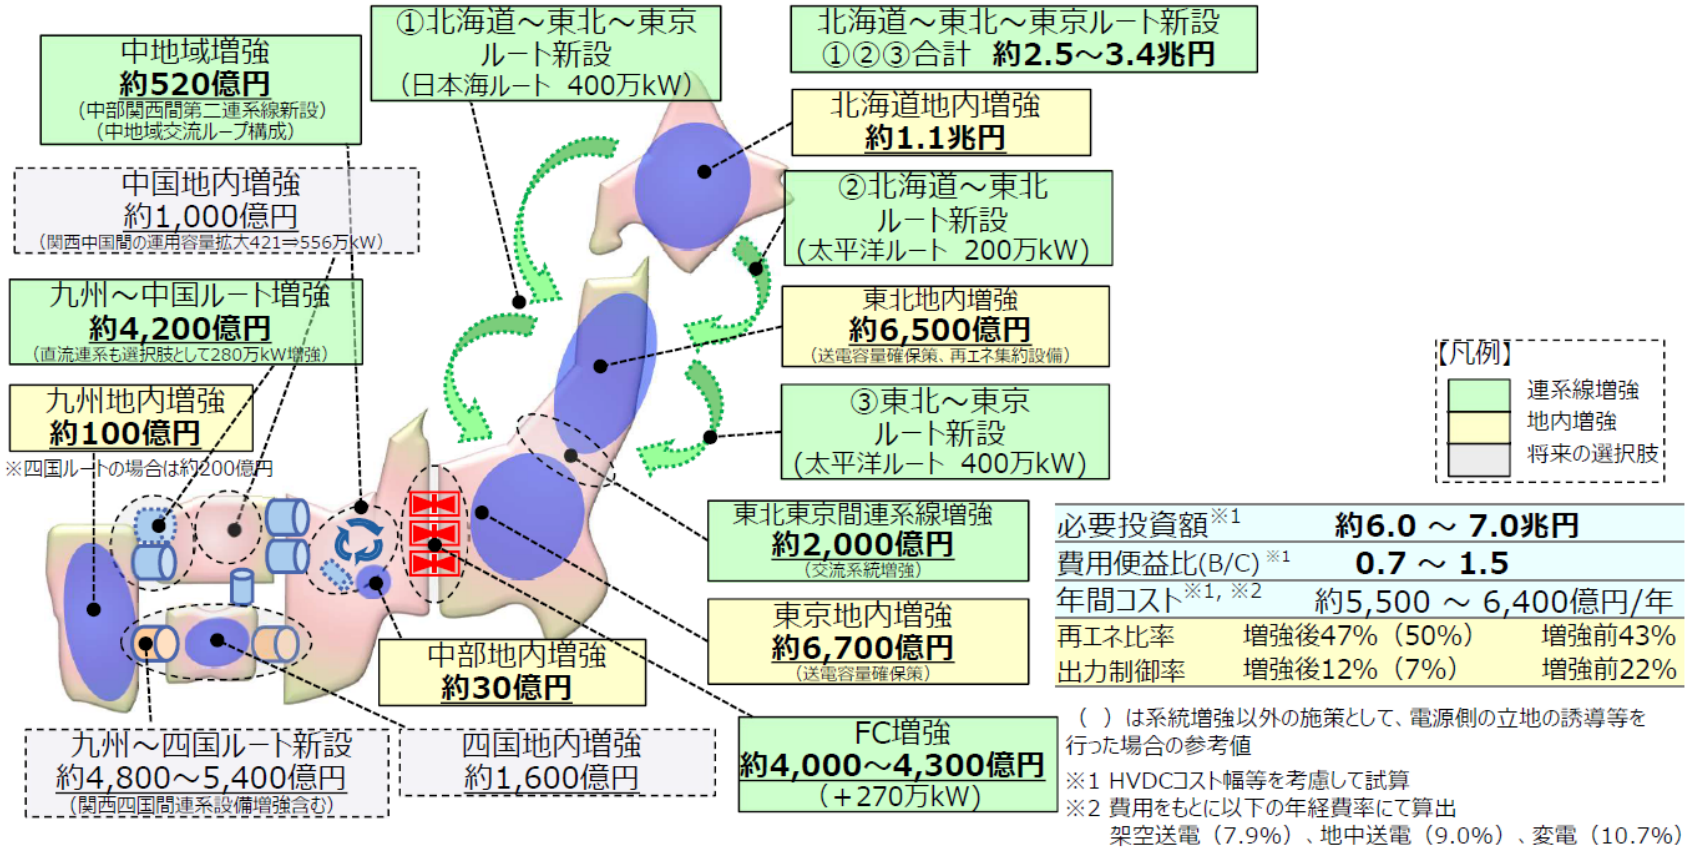 ①北海道～東北～東京
ルート新設
（日本海ルート 400万kW）
北海道～東北～東京ルート新設
①②③合計 約2.5～3.4兆円
中地域増強
約520億円
（中部関西間第二連系線新設）
（中地域交流ループ構成）
北海道地内増強
約1.1兆円
中国地内増強
約1,000億円
（関西中国間の運用容量拡大421⇒556万kW）
②北海道～東北
ルート新設
（太平洋ルート 200万kW）
九州～中国ルート増強
約4,200億円
（直流連系も選択肢として280万kW増強）
東北地内増強
約6,500億円
（送電容量確保策、再エネ集約設備）
九州地内増強
約100億円
※四国ルートの場合は約200億円
③東北～東京
ルート新設
（太平洋ルート 400万kW）
【凡例】
連系線増強
地内増強
将来の選択肢
東北東京間連系線増強
約2,000億円
（交流系統増強）
東京地内増強
約6,700億円
（送電容量確保策）
中部地内増強
約30億円
九州～四国ルート新設
約4,800～5,400億円
（関西四国間連系設備増強含む）
四国地内増強
約1,600億円
FC増強
約4,000～4,300億円
（＋270万kW）
必要投資額※1 約6.0 ～ 7.0兆円
費用便益比(B/C) ※1 0.7 ～ 1.5
年間コスト※1, ※2 約5,500 ～ 6,400億円/年
再エネ比率 増強後47%（50%） 増強前43%
出力制御率 増強後12%（7%） 増強前22%
（ ）は系統増強以外の施策として、電源側の立地の誘導等を
行った場合の参考値
※1 HVDCコスト幅等を考慮して試算
※2 費用をもとに以下の年経費率にて算出
架空送電（7.9%）、地中送電（9.0%）、変電（10.7%）